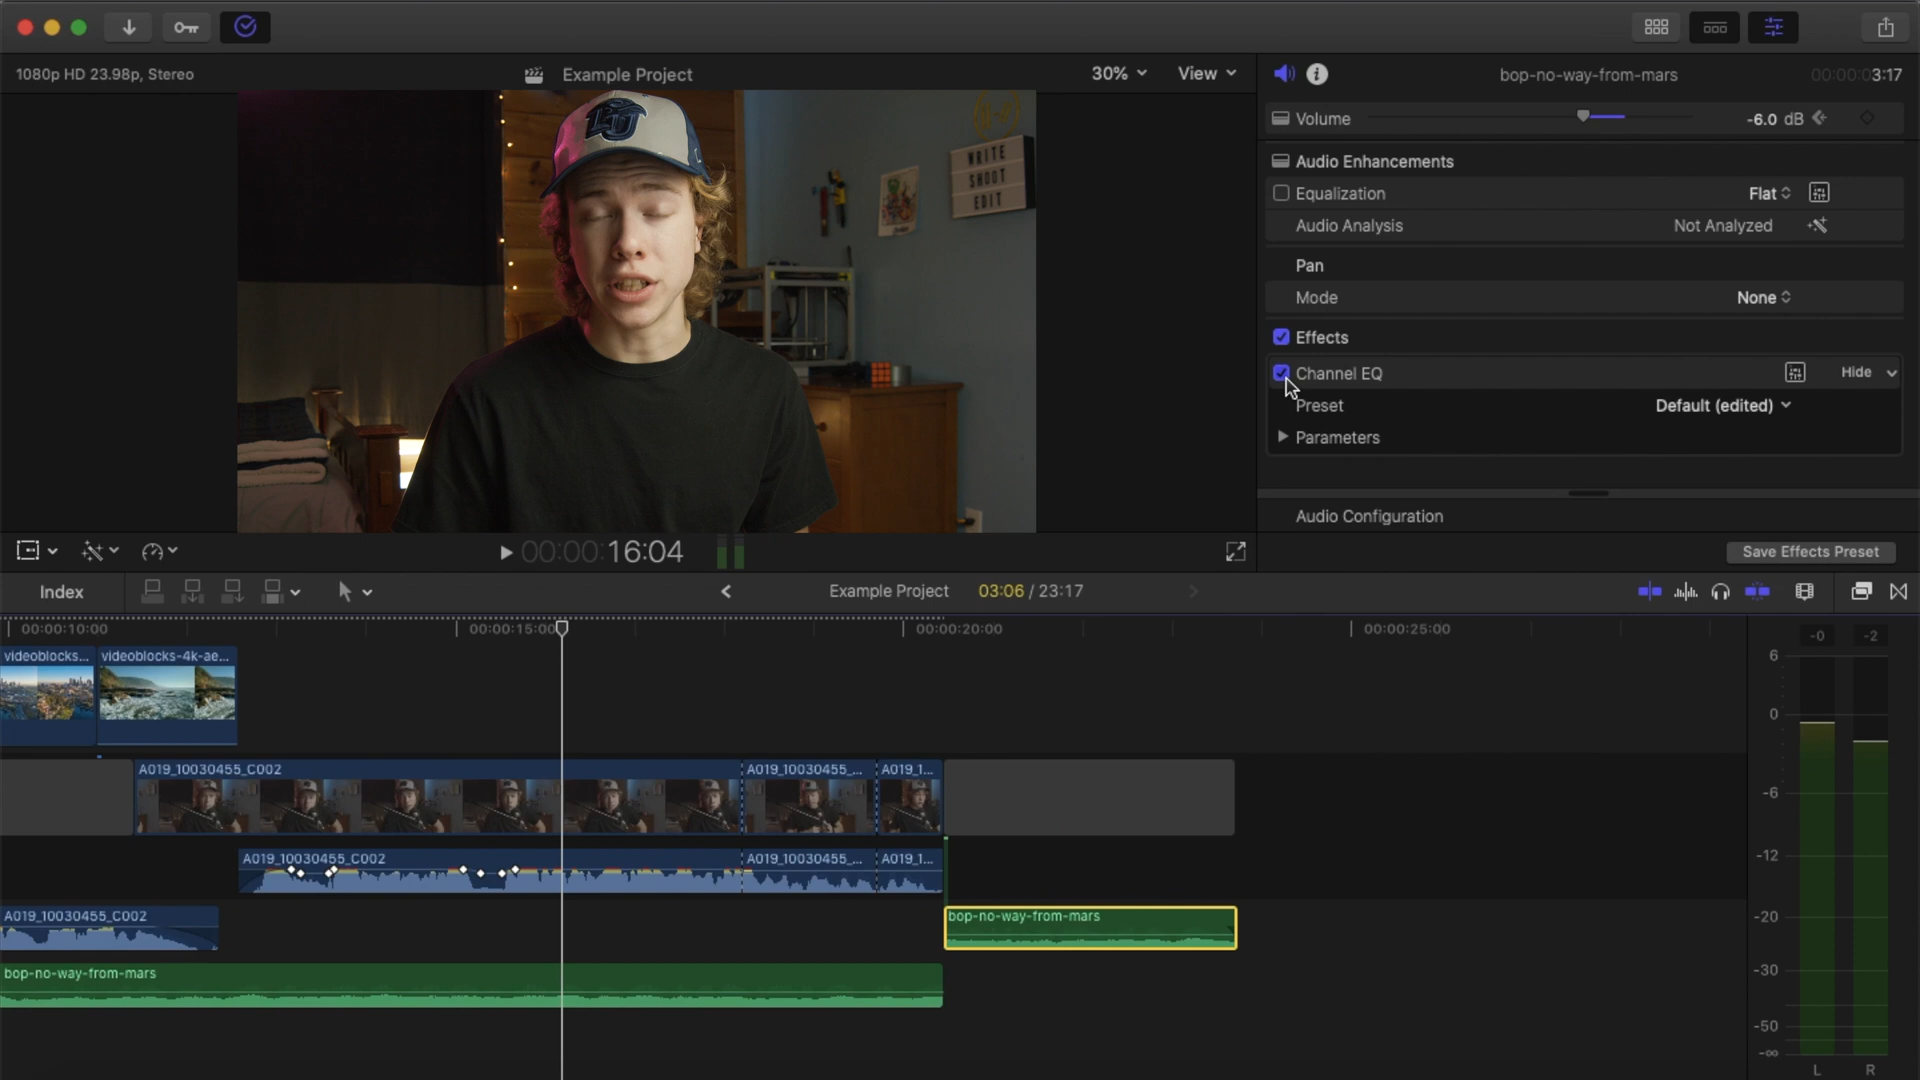 1080p HD 23.98p, Stereo
Example Project
30%
View
bop-no-way-from-mars
00:00:03:17
Volume
-6.0 dB
Audio Enhancements
Equalization
Flat
Audio Analysis
Not Analyzed
Pan
Mode
None
Effects
Channel EQ
Hide
Preset
Default (edited)
Parameters
Audio Configuration
Save Effects Preset
WRITE
SHOOT
EDIT
00:00:16:04
Index
Example Project
03:06 / 23:17
00:00:10:00
00:00:15:00
00:00:20:00
00:00:25:00
videoblocks...
videoblocks-4k-ae...
A019_10030455_C002
A019_10030455_...
A019_1...
A019_10030455_C002
A019_10030455_...
A019_1...
A019_10030455_C002
bop-no-way-from-mars
bop-no-way-from-mars
-0
-2
6
0
-6
-12
-20
-30
-50
-∞
L
R